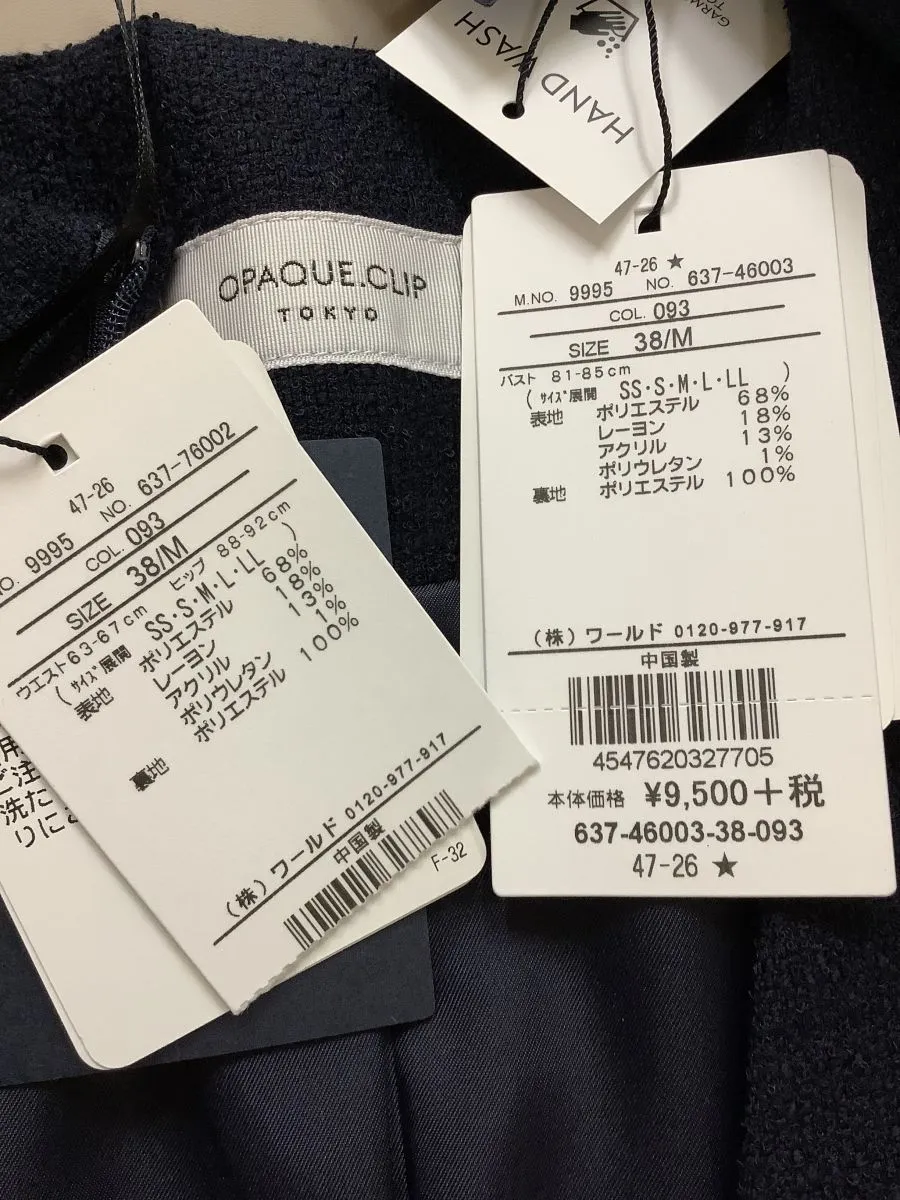 HAND WASH
OPAQUE.CLIP
TOKYO
47-26 ★
M.NO. 9995 NO. 637-46003
COL. 093
SIZE 38/M
バスト 81-85cm
(サイズ展開 SS・S・M・L・LL )
表地 ポリエステル 68%
レーヨン 18%
アクリル 13%
ポリウレタン 1%
裏地 ポリエステル 100%
(株)ワールド 0120-977-917
中国製
4547620327705
本体価格 ¥9,500+税
637-46003-38-093
47-26 ★
47-26
NO. 9995 NO. 637-76002
COL. 093
SIZE 38/M
ウエスト63-67cm ヒップ 88-92cm
(サイズ展開 SS・S・M・L・LL )
表地 ポリエステル 68%
レーヨン 18%
アクリル 13%
ポリウレタン 1%
裏地 ポリエステル 100%
(株)ワールド 0120-977-917
中国製
F-32
用
ご注
洗た
りに